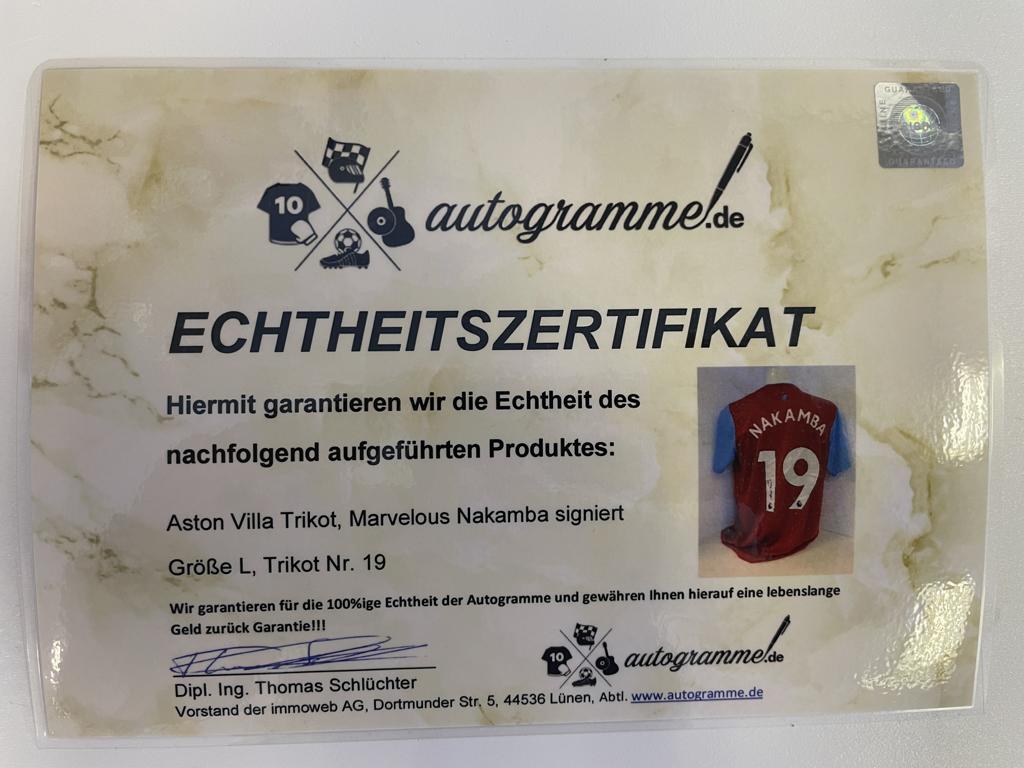 GUARANTEED
GUARANTEED
10
autogramme.de
ECHTHEITSZERTIFIKAT
Hiermit garantieren wir die Echtheit des
nachfolgend aufgeführten Produktes:
NAKAMBA
19
Aston Villa Trikot, Marvelous Nakamba signiert
Größe L, Trikot Nr. 19
Wir garantieren für die 100%ige Echtheit der Autogramme und gewähren Ihnen hierauf eine lebenslange
Geld zurück Garantie!!!
10
autogramme.de
Dipl. Ing. Thomas Schlüchter
Vorstand der immoweb AG, Dortmunder Str. 5, 44536 Lünen, Abtl. www.autogramme.de